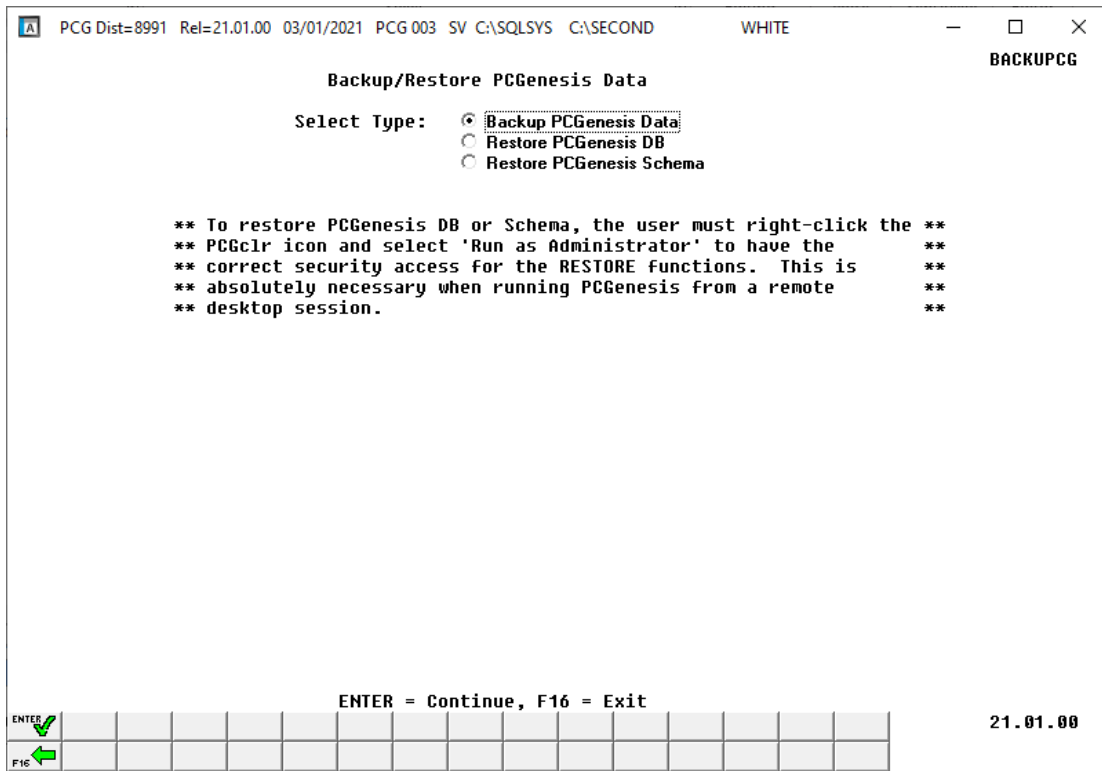 PCG Dist=8991 Rel=21.01.00 03/01/2021 PCG 003 SV C:\SQLSYS C:\SECOND WHITE
BACKUPCG
Backup/Restore PCGenesis Data
Select Type: Backup PCGenesis Data
Restore PCGenesis DB
Restore PCGenesis Schema
** To restore PCGenesis DB or Schema, the user must right-click the **
** PCGclr icon and select 'Run as Administrator' to have the **
** correct security access for the RESTORE functions. This is **
** absolutely necessary when running PCGenesis from a remote **
** desktop session. **
ENTER = Continue, F16 = Exit
ENTER
21.01.00
F16